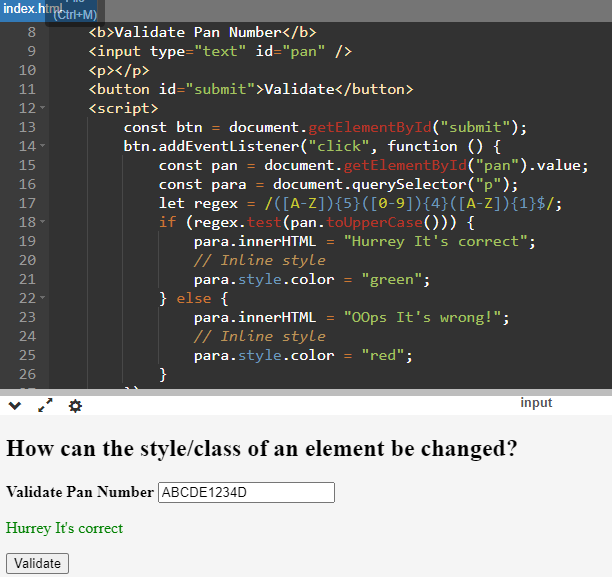 index.html
(Ctrl+M)
8 <b>Validate Pan Number</b>
9 <input type="text" id="pan" />
10 <p></p>
11 <button id="submit">Validate</button>
12 <script>
13 const btn = document.getElementById("submit");
14 btn.addEventListener("click", function () {
15 const pan = document.getElementById("pan").value;
16 const para = document.querySelector("p");
17 let regex = /([A-Z]){5}([0-9]){4}([A-Z]){1}$/;
18 if (regex.test(pan.toUpperCase())) {
19 para.innerHTML = "Hurrey It's correct";
20 // Inline style
21 para.style.color = "green";
22 } else {
23 para.innerHTML = "OOps It's wrong!";
24 // Inline style
25 para.style.color = "red";
26 }
input
How can the style/class of an element be changed?
Validate Pan Number ABCDE1234D
Hurrey It's correct
Validate